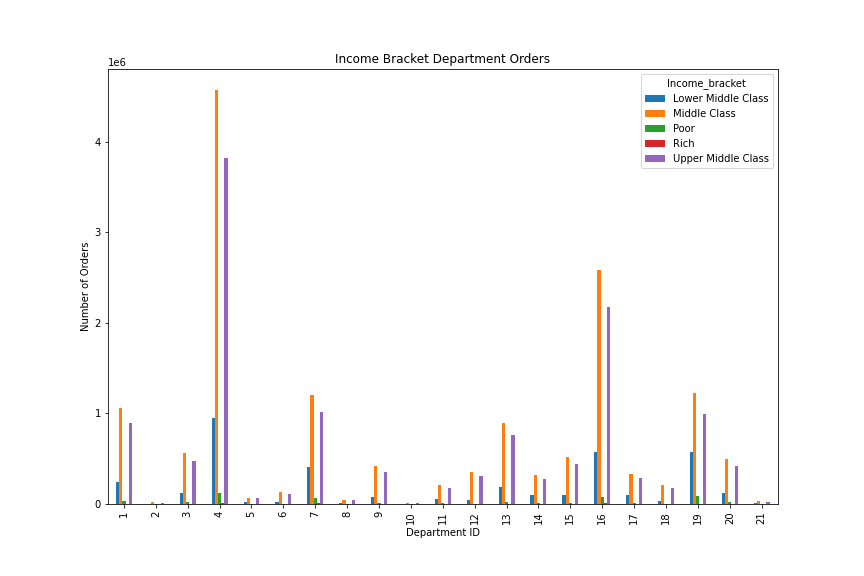 Income Bracket Department Orders
1e6
Income_bracket
Lower Middle Class
Middle Class
Poor
Rich
Upper Middle Class
4
3
2
1
0
Number of Orders
1 2 3 4 5 6 7 8 9 10 11 12 13 14 15 16 17 18 19 20 21
Department ID